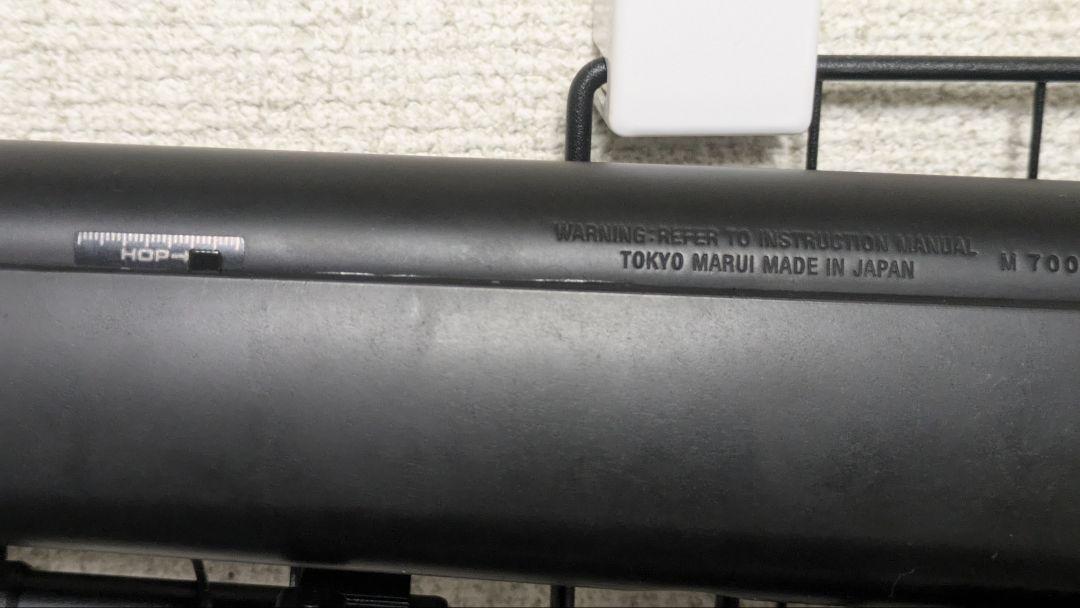 HOP
WARNING:REFER TO INSTRUCTION MANUAL
TOKYO MARUI MADE IN JAPAN
M 700